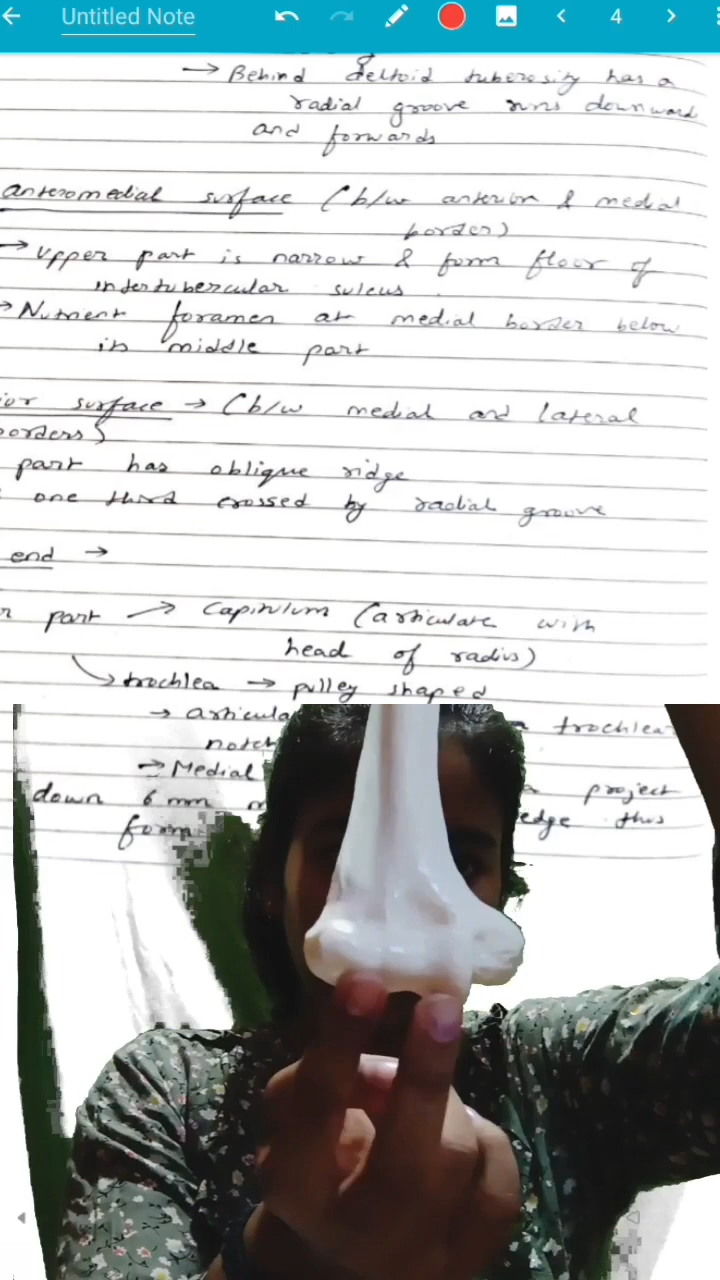 Untitled Note
4
→ Behind deltoid tuberosity has a
radial groove runs downward
and forwards
anteromedial surface (b/w anterior & medial
border)
→ Upper part is narrow & form floor of
intertubercular sulcus
→ Nutrient foramen at medial border below
its middle part
ior surface → (b/w medial and lateral
borders)
part has oblique ridge
one third crossed by radial groove
end →
part → Capitulum (articulate with
head of radius)
trochlea → pulley shaped
→ articula trochlea
notch
→ Medial project
down 6 mm edge thus
form